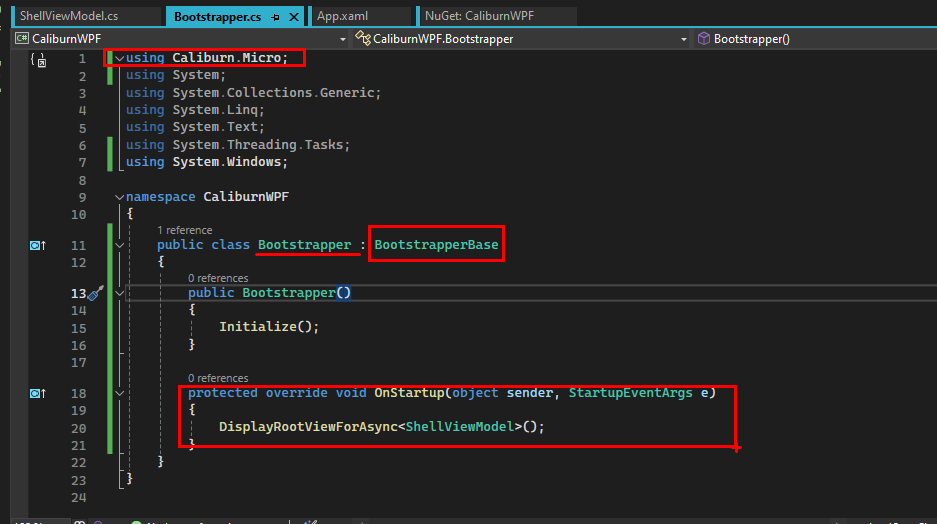 ShellViewModel.cs Bootstrapper.cs App.xaml NuGet: CaliburnWPF
CaliburnWPF CaliburnWPF.Bootstrapper Bootstrapper()
1 using Caliburn.Micro;
2 using System;
3 using System.Collections.Generic;
4 using System.Linq;
5 using System.Text;
6 using System.Threading.Tasks;
7 using System.Windows;
8
9 namespace CaliburnWPF
10 {
1 reference
11 public class Bootstrapper : BootstrapperBase
12 {
0 references
13 public Bootstrapper()
14 {
15 Initialize();
16 }
17
0 references
18 protected override void OnStartup(object sender, StartupEventArgs e)
19 {
20 DisplayRootViewForAsync<ShellViewModel>();
21 }
22 }
23 }
24